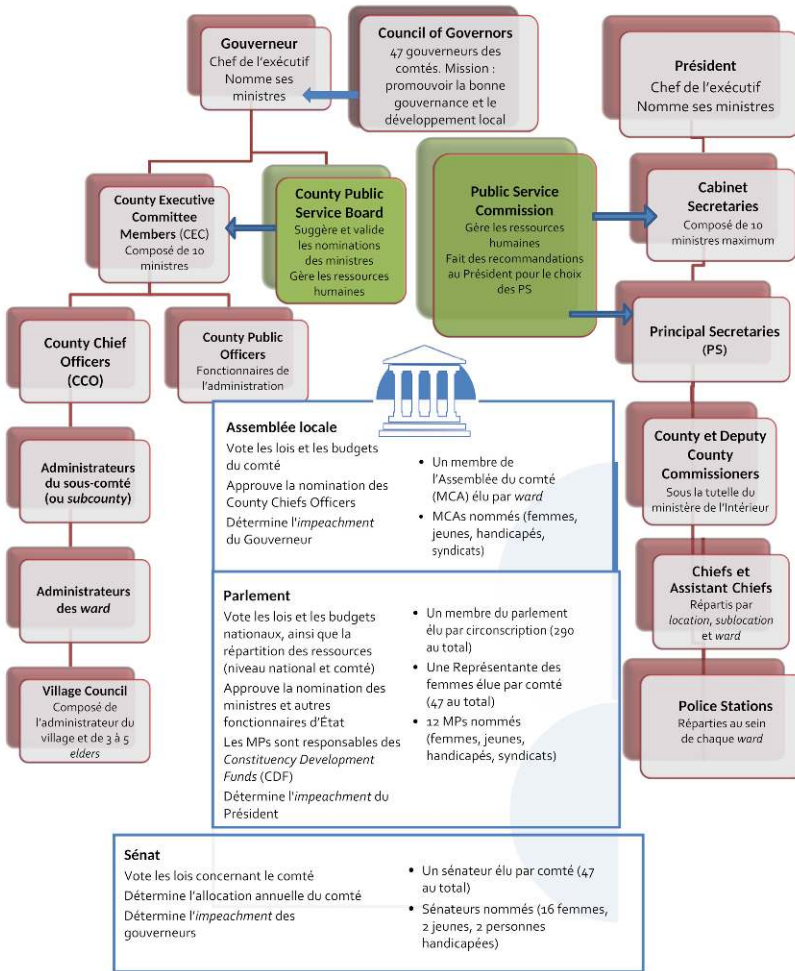 Gouverneur
Chef de l'exécutif
Nomme ses
ministres
Council of Governors
47 gouverneurs des
comtés. Mission :
promouvoir la bonne
gouvernance et le
développement local
Président
Chef de l'exécutif
Nomme ses ministres
County Executive
Committee
Members (CEC)
Composé de 10
ministres
County Public
Service Board
Suggère et valide
les nominations
des ministres
Gère les ressources
humaines
Public Service
Commission
Gère les ressources
humaines
Fait des recommandations
au Président pour le choix
des PS
Cabinet
Secretaries
Composé de 10
ministres maximum
County Chief
Officers
(CCO)
County Public
Officers
Fonctionnaires de
l'administration
Principal Secretaries
(PS)
Administrateurs
du sous-comté
(ou subcounty)
Administrateurs
des ward
Village Council
Composé de
l'administrateur du
village et de 3 à 5
elders
County et Deputy
County
Commissioners
Sous la tutelle du
ministère de l'Intérieur
Chiefs et
Assistant Chiefs
Répartis par
location, sublocation
et ward
Police Stations
Réparties au sein
de chaque ward
Assemblée locale
Vote les lois et les budgets
du comté
Approuve la nomination des
County Chiefs Officers
Détermine l'impeachment
du Gouverneur
• Un membre de
l'Assemblée du comté
(MCA) élu par ward
• MCAs nommés (femmes,
jeunes, handicapés,
syndicats)
Parlement
Vote les lois et les budgets
nationaux, ainsi que la
répartition des ressources
(niveau national et comté)
Approuve la nomination des
ministres et autres
fonctionnaires d'État
Les MPs sont responsables des
Constituency Development
Funds (CDF)
Détermine l'impeachment du
Président
• Un membre du parlement
élu par circonscription (290
au total)
• Une Représentante des
femmes élue par comté
(47 au total)
• 12 MPs nommés
(femmes, jeunes,
handicapés, syndicats)
Sénat
Vote les lois concernant le comté
Détermine l'allocation annuelle du comté
Détermine l'impeachment des
gouverneurs
• Un sénateur élu par comté (47
au total)
• Sénateurs nommés (16 femmes,
2 jeunes, 2 personnes
handicapées)